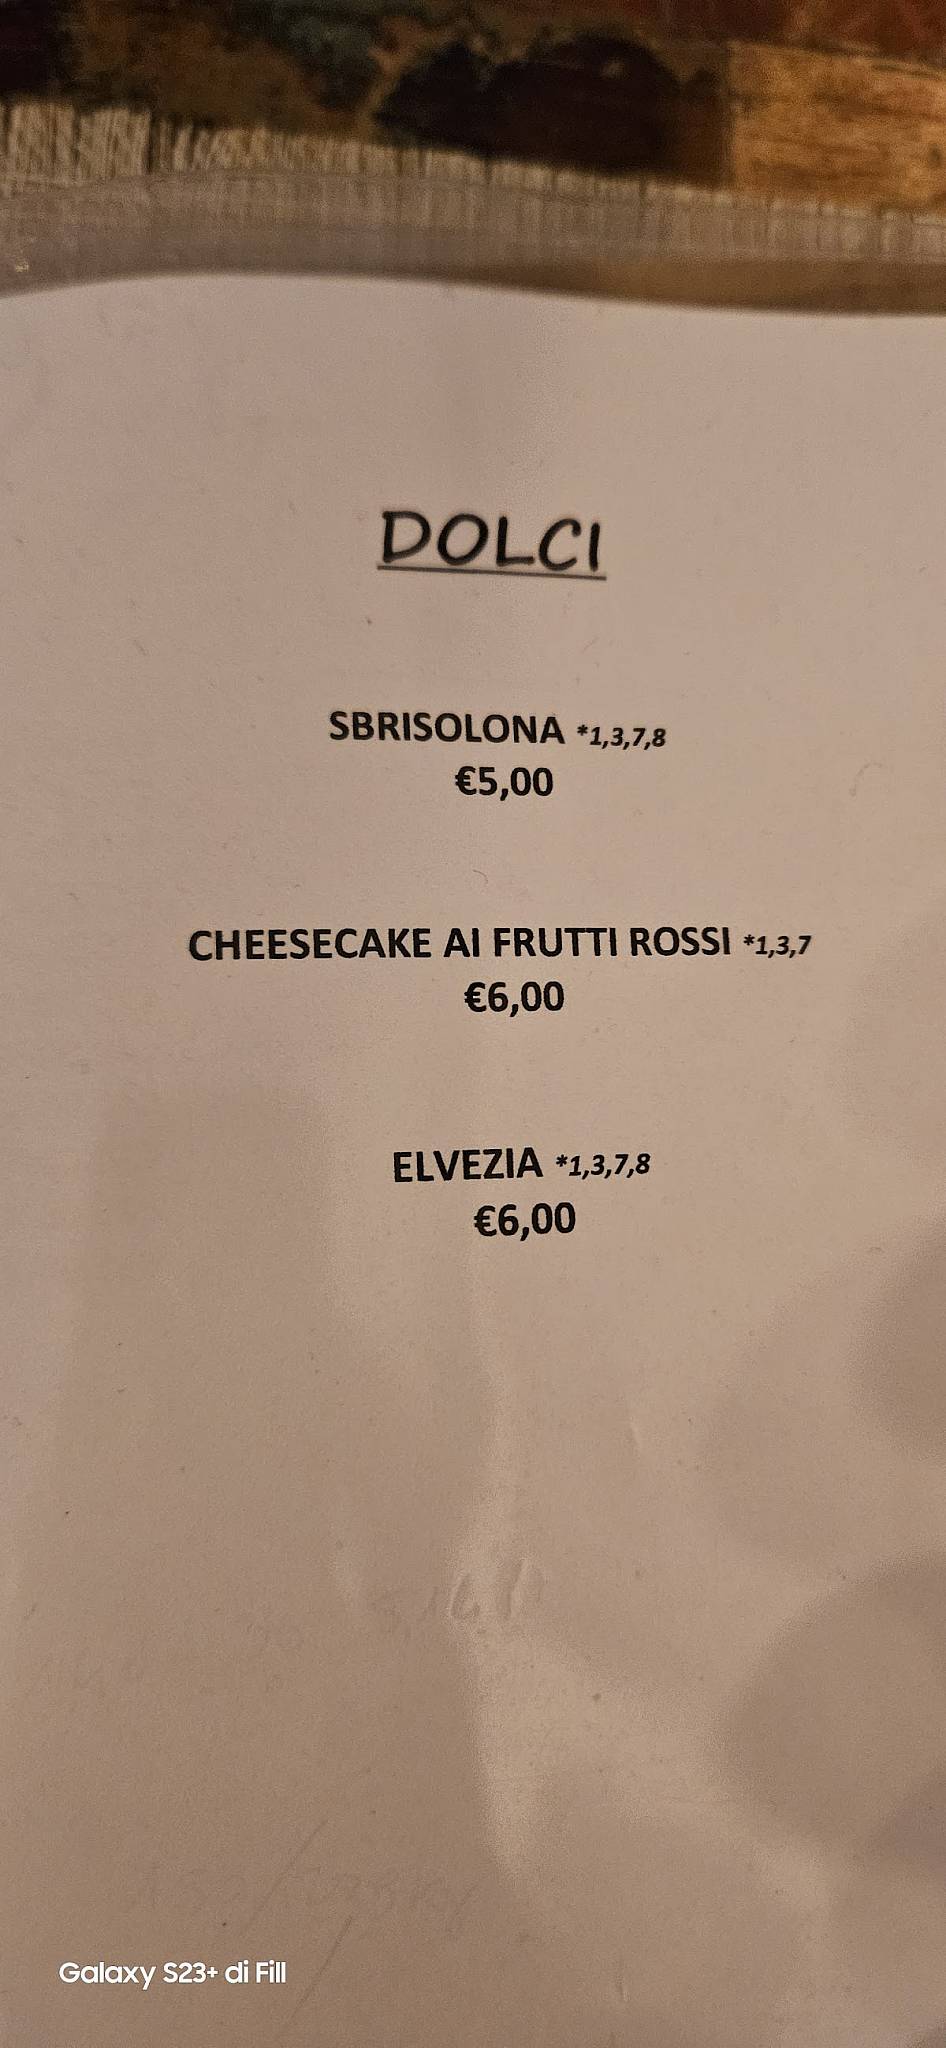 DOLCI
SBRISOLONA *1,3,7,8
€5,00
CHEESECAKE AI FRUTTI ROSSI *1,3,7
€6,00
ELVEZIA *1,3,7,8
€6,00
Galaxy S23+ di Fill